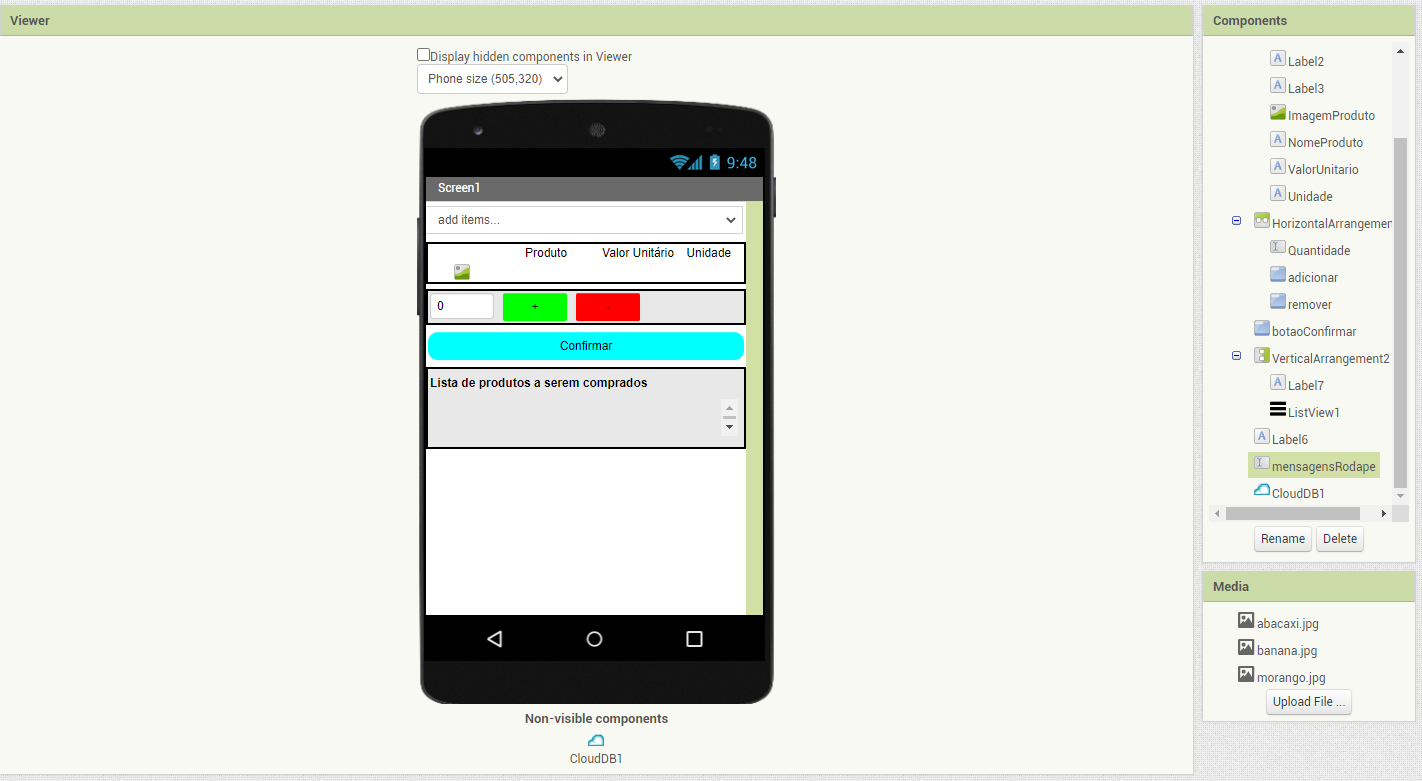 Viewer
Display hidden components in Viewer
Phone size (505,320)
9:48
Screen1
add items...
Produto Valor Unitário Unidade
0 + -
Confirmar
Lista de produtos a serem comprados
Non-visible components
CloudDB1
Components
Label2
Label3
ImagemProduto
NomeProduto
ValorUnitario
Unidade
HorizontalArrangemen
Quantidade
adicionar
remover
botaoConfirmar
VerticalArrangement2
Label7
ListView1
Label6
mensagensRodape
CloudDB1
Rename Delete
Media
abacaxi.jpg
banana.jpg
morango.jpg
Upload File ...